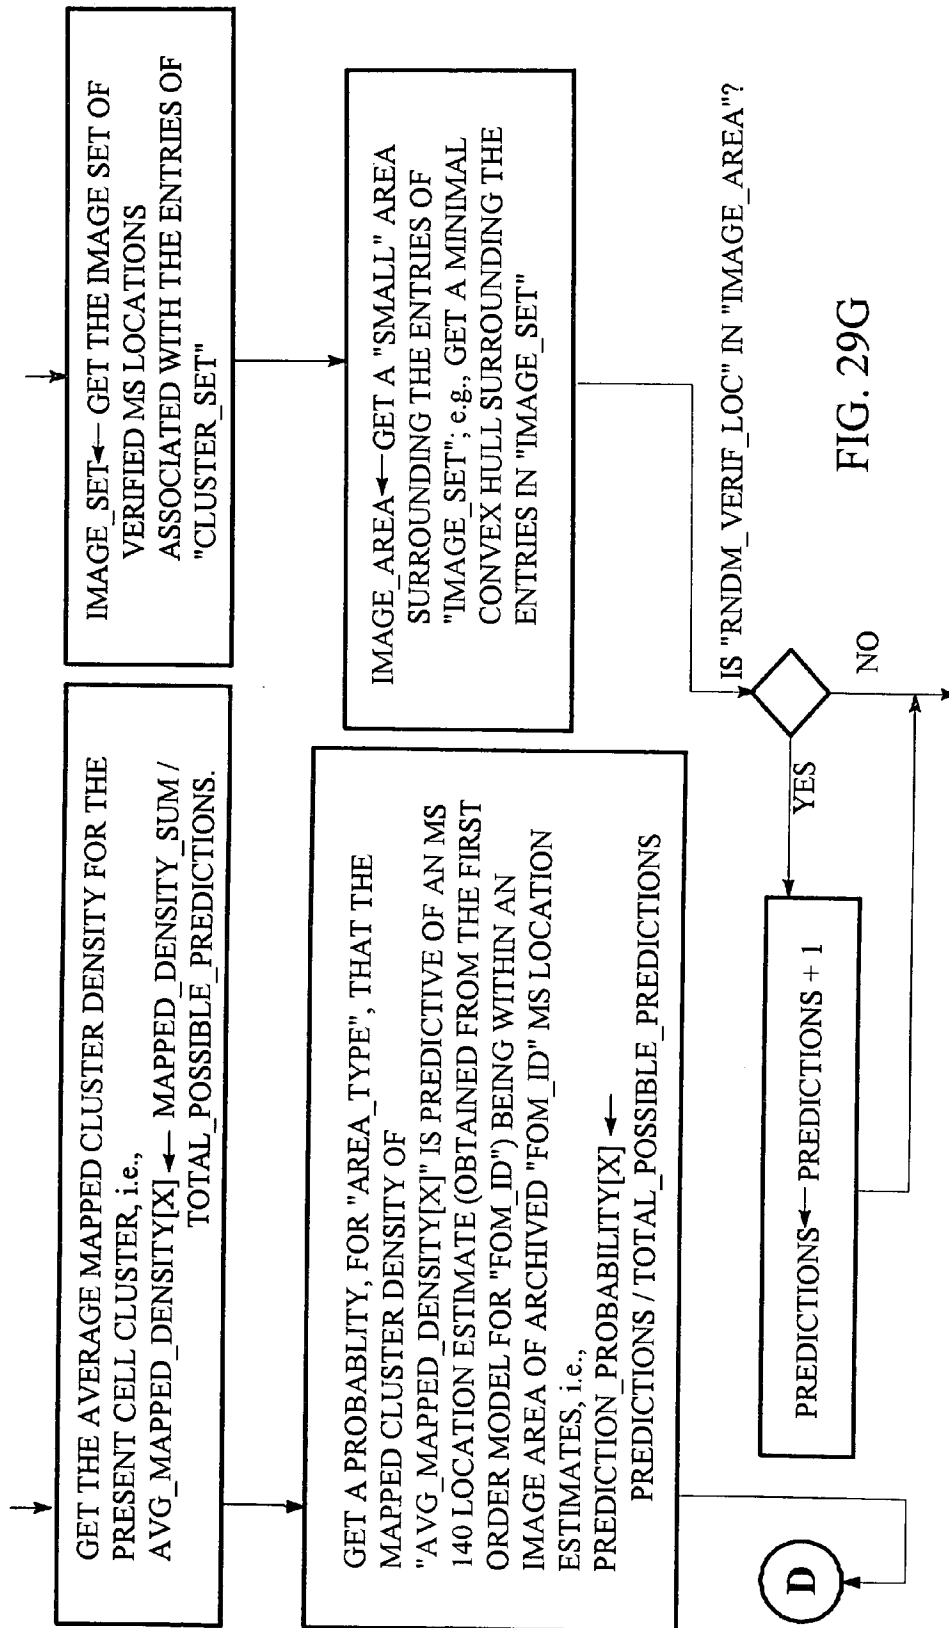 IMAGE_SET ← GET THE IMAGE SET OF
VERIFIED MS LOCATIONS
ASSOCIATED WITH THE ENTRIES OF
"CLUSTER_SET"
IMAGE_AREA ← GET A "SMALL" AREA
SURROUNDING THE ENTRIES OF
"IMAGE_SET"; e.g., GET A MINIMAL
CONVEX HULL SURROUNDING THE
ENTRIES IN "IMAGE_SET"
IS "RNDM_VERIF_LOC" IN "IMAGE_AREA"?
NO
YES
PREDICTIONS ← PREDICTIONS + 1
GET THE AVERAGE MAPPED CLUSTER DENSITY FOR THE
PRESENT CELL CLUSTER, i.e.,
AVG_MAPPED_DENSITY[X] ← MAPPED_DENSITY_SUM /
TOTAL_POSSIBLE_PREDICTIONS.
GET A PROBABLITY, FOR "AREA_TYPE", THAT THE
MAPPED CLUSTER DENSITY OF
"AVG_MAPPED_DENSITY[X]" IS PREDICTIVE OF AN MS
140 LOCATION ESTIMATE (OBTAINED FROM THE FIRST
ORDER MODEL FOR "FOM_ID") BEING WITHIN AN
IMAGE AREA OF ARCHIVED "FOM_ID" MS LOCATION
ESTIMATES, i.e.,
PREDICTION_PROBABILITY[X] ←
PREDICTIONS / TOTAL_POSSIBLE_PREDICTIONS
D
FIG. 29G